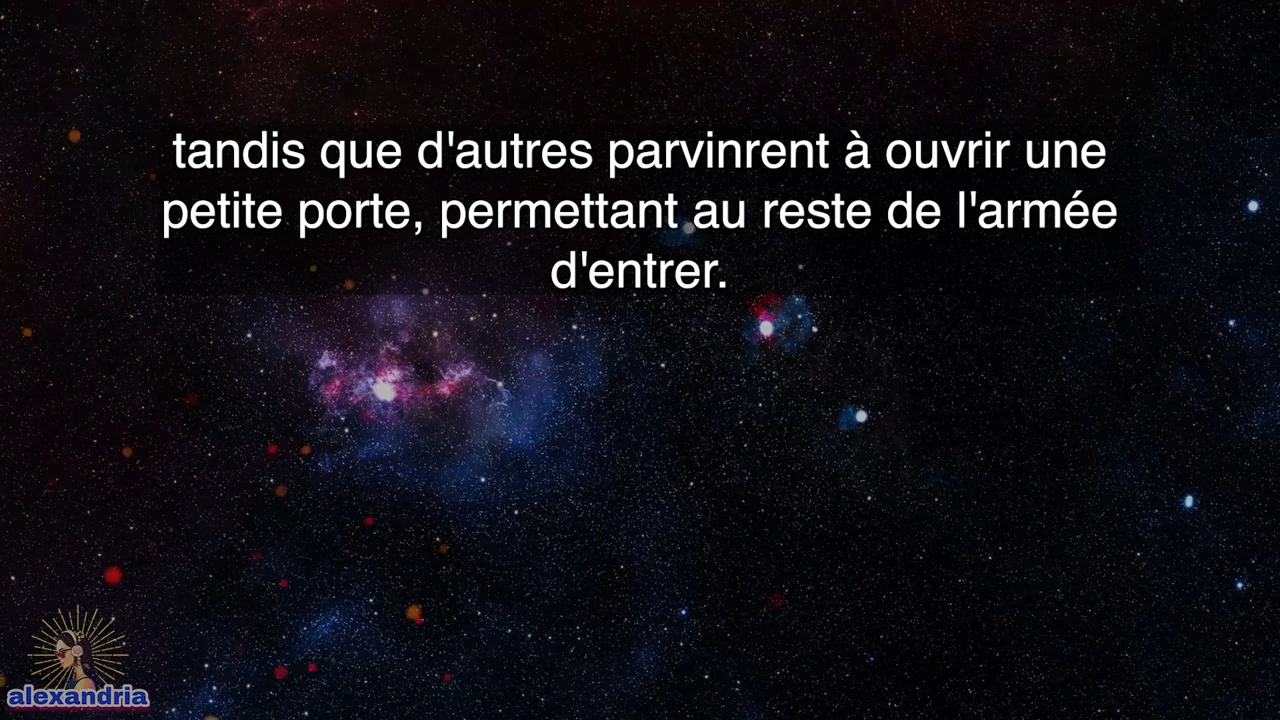 tandis que d'autres parvinrent à ouvrir une
petite porte, permettant au reste de l'armée
d'entrer.
alexandria